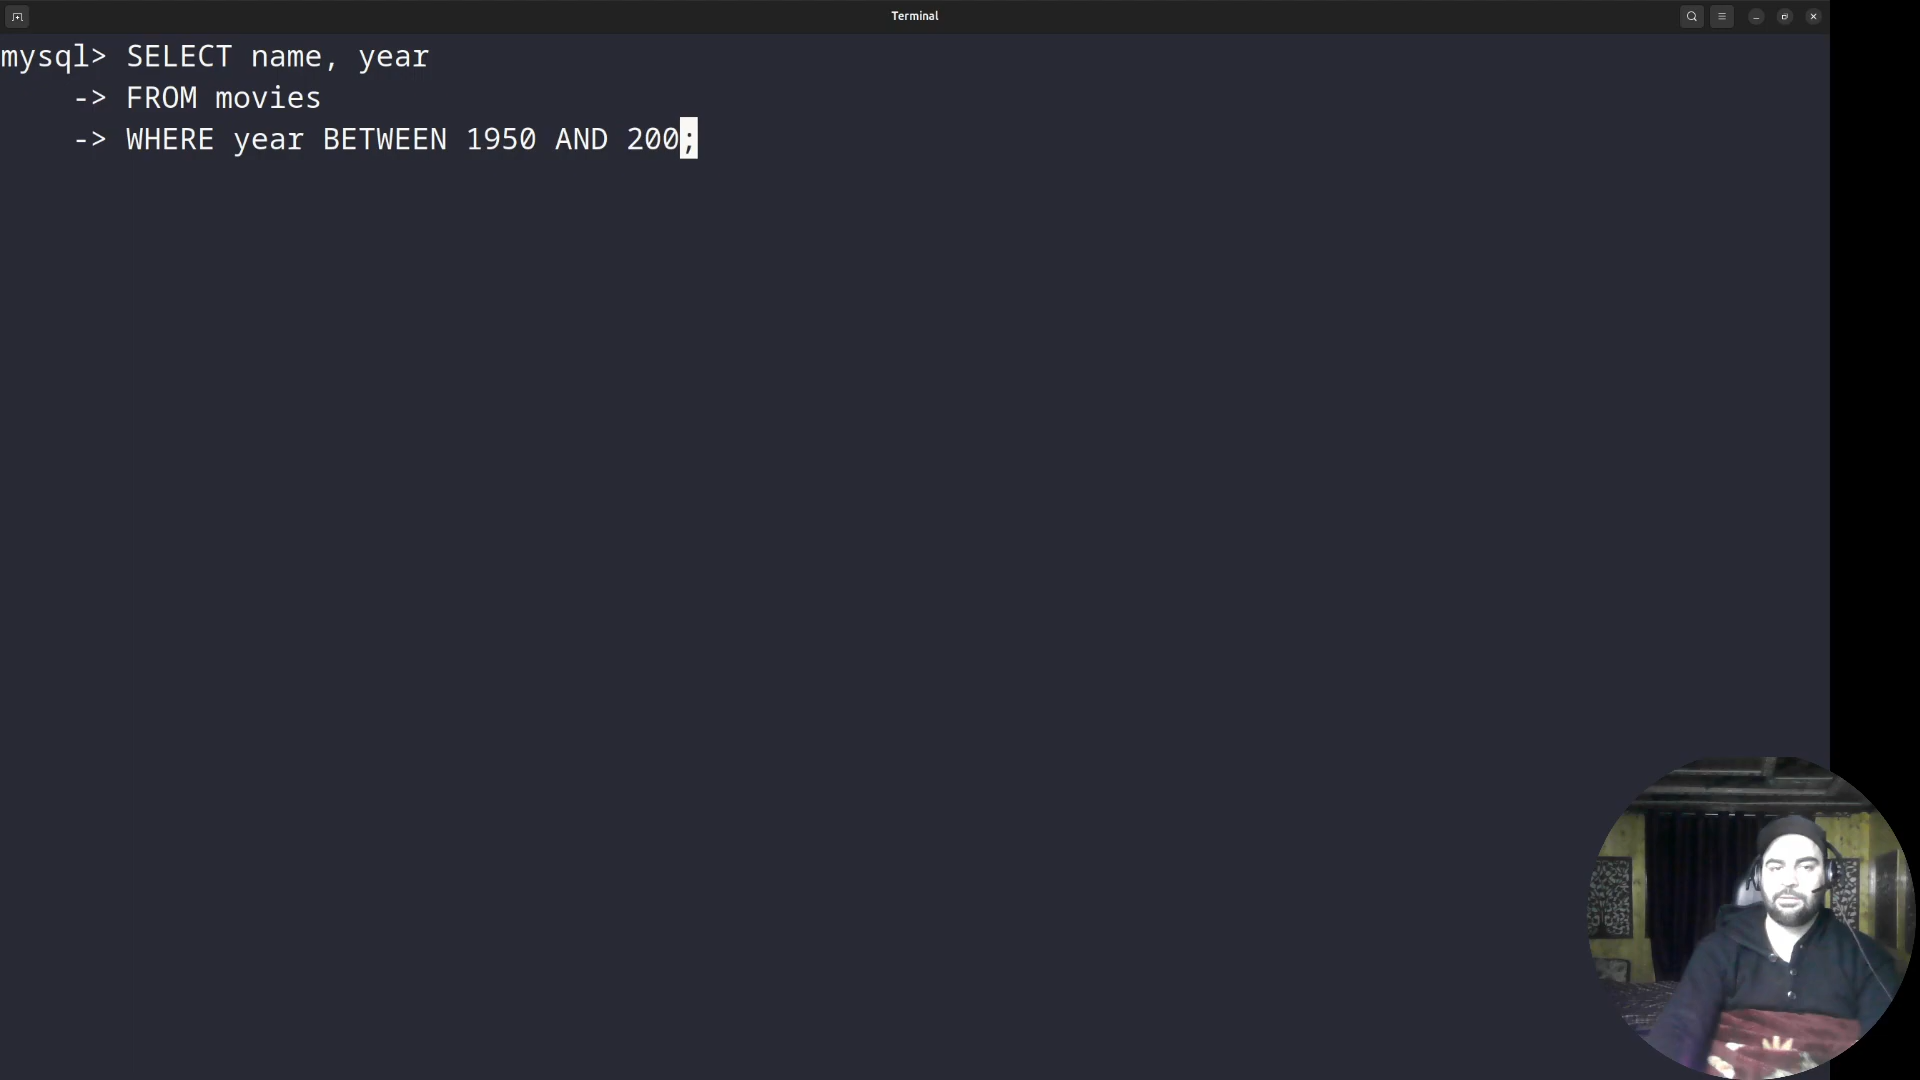 Terminal
mysql> SELECT name, year
-> FROM movies
-> WHERE year BETWEEN 1950 AND 200;